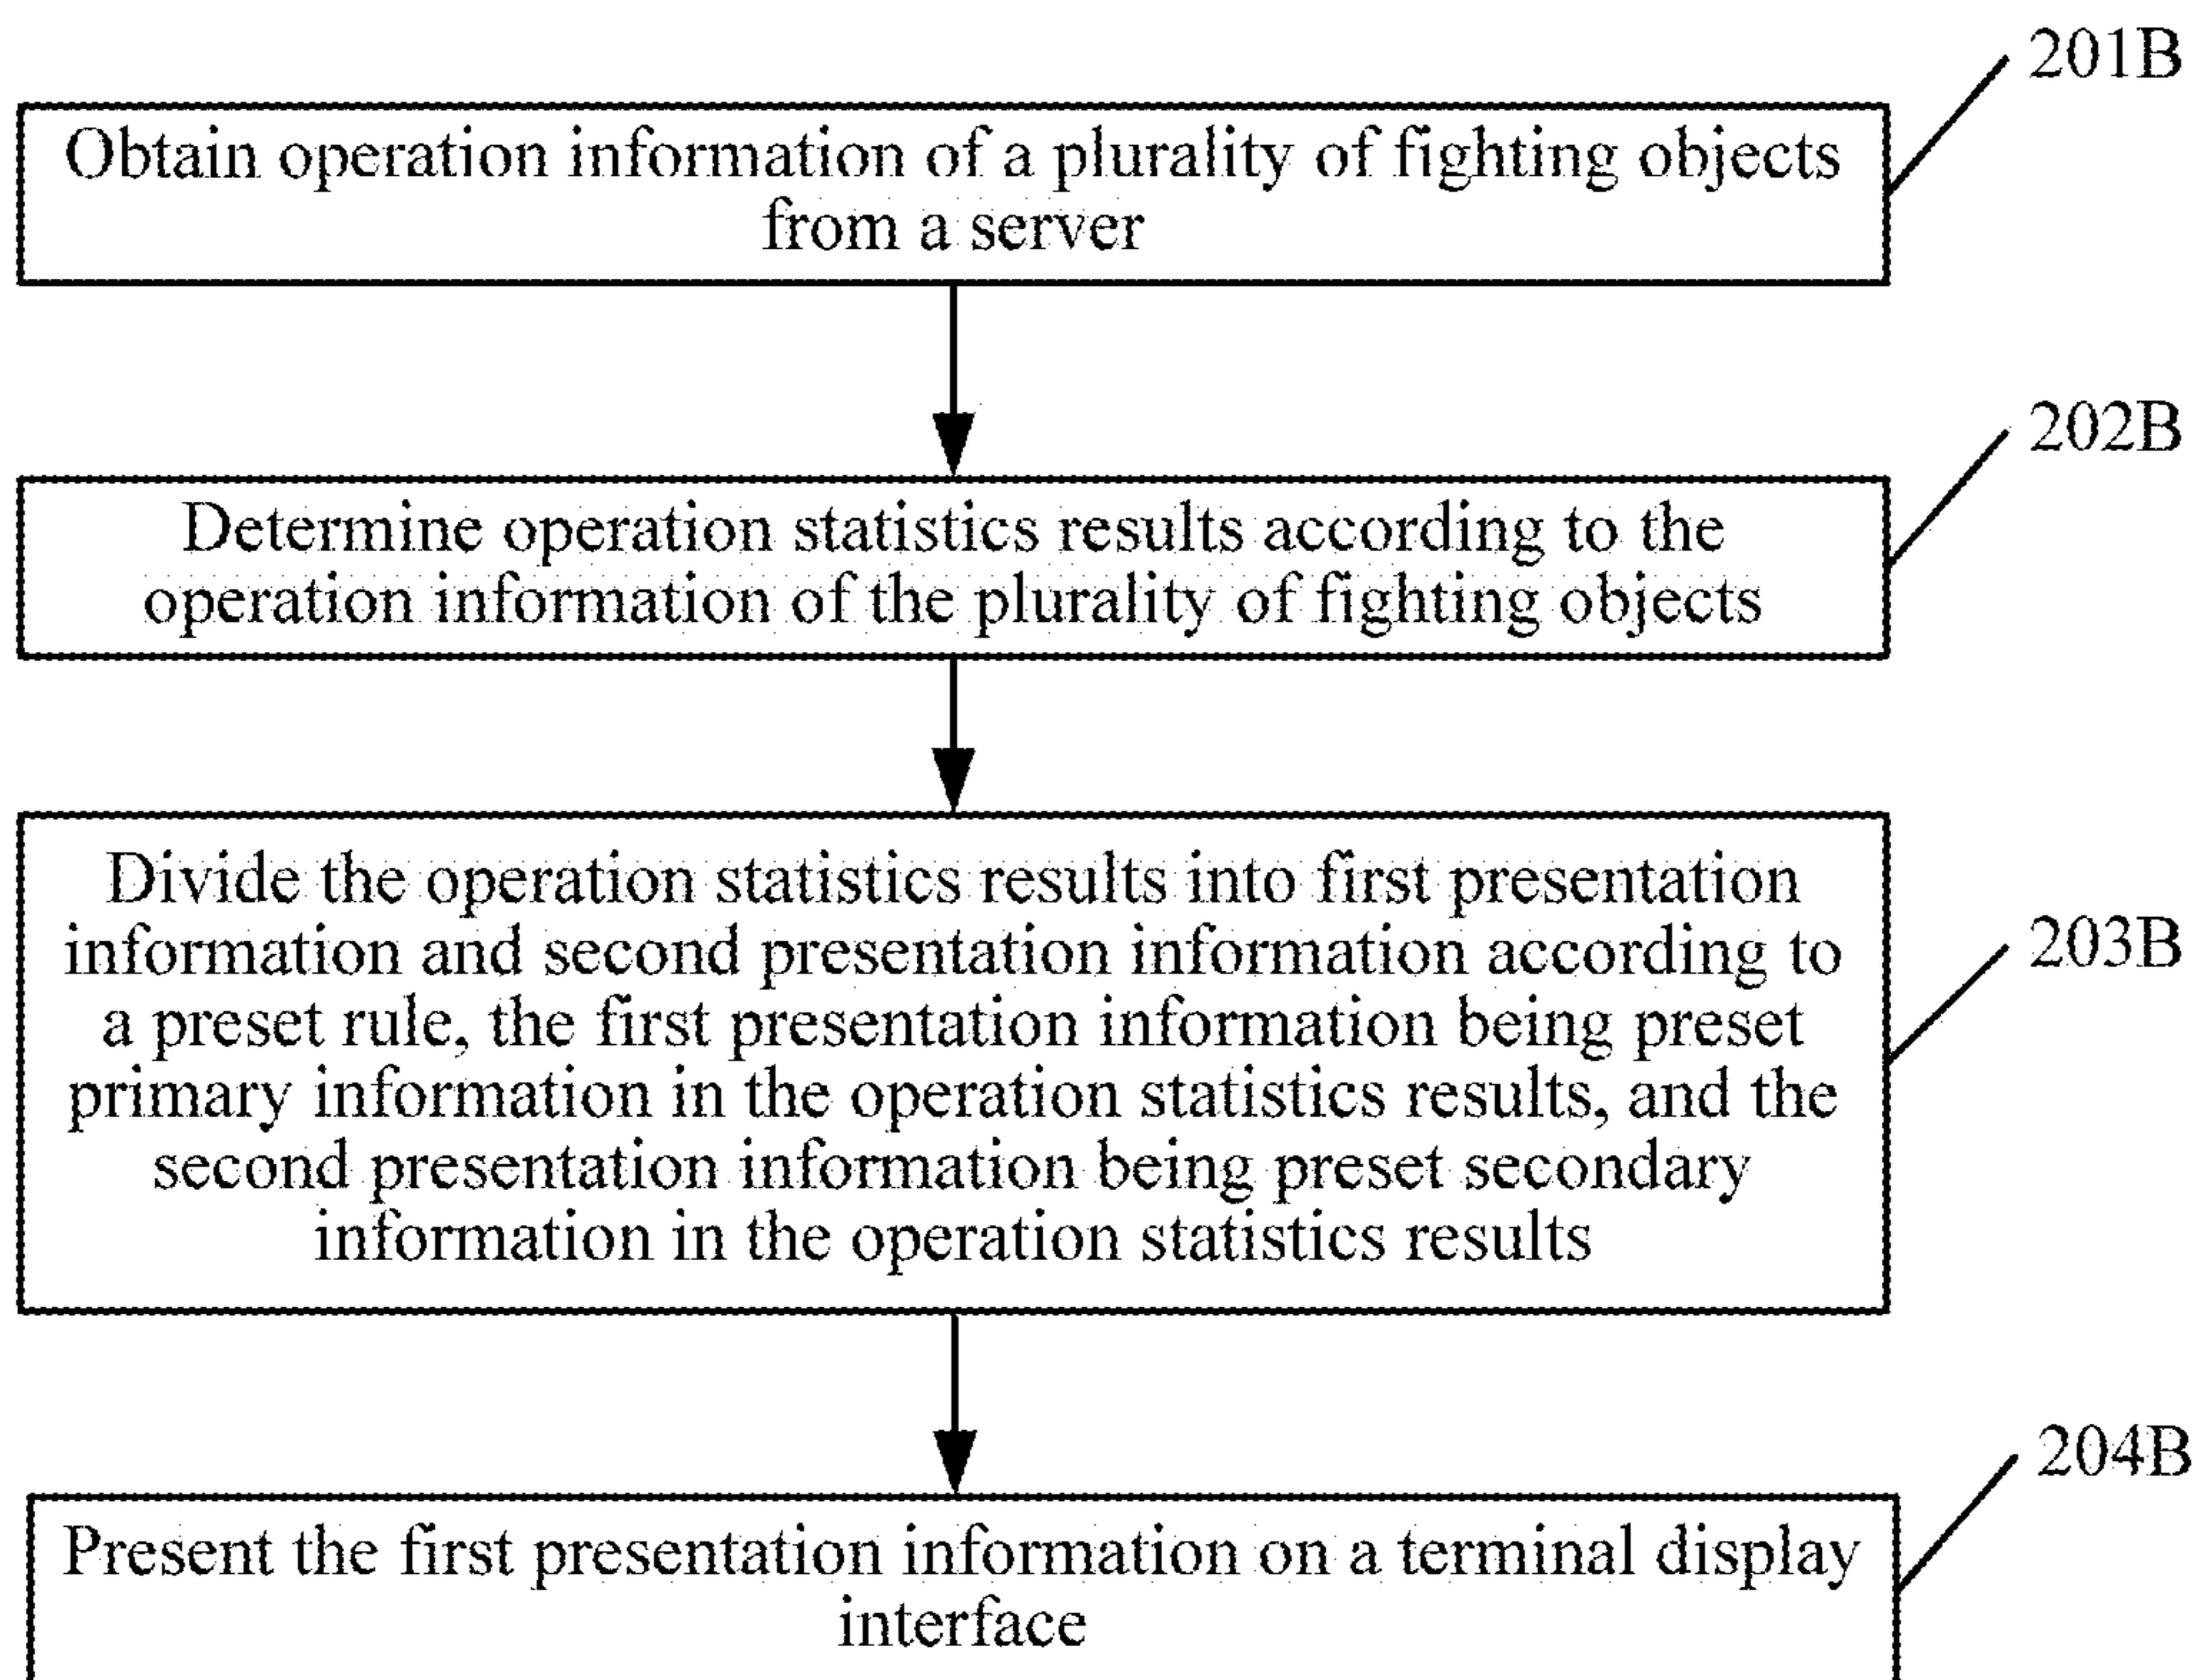 201B
Obtain operation information of a plurality of fighting objects
from a server
202B
Determine operation statistics results according to the
operation information of the plurality of fighting objects
203B
Divide the operation statistics results into first presentation
information and second presentation information according to
a preset rule, the first presentation information being preset
primary information in the operation statistics results, and the
second presentation information being preset secondary
information in the operation statistics results
204B
Present the first presentation information on a terminal display
interface